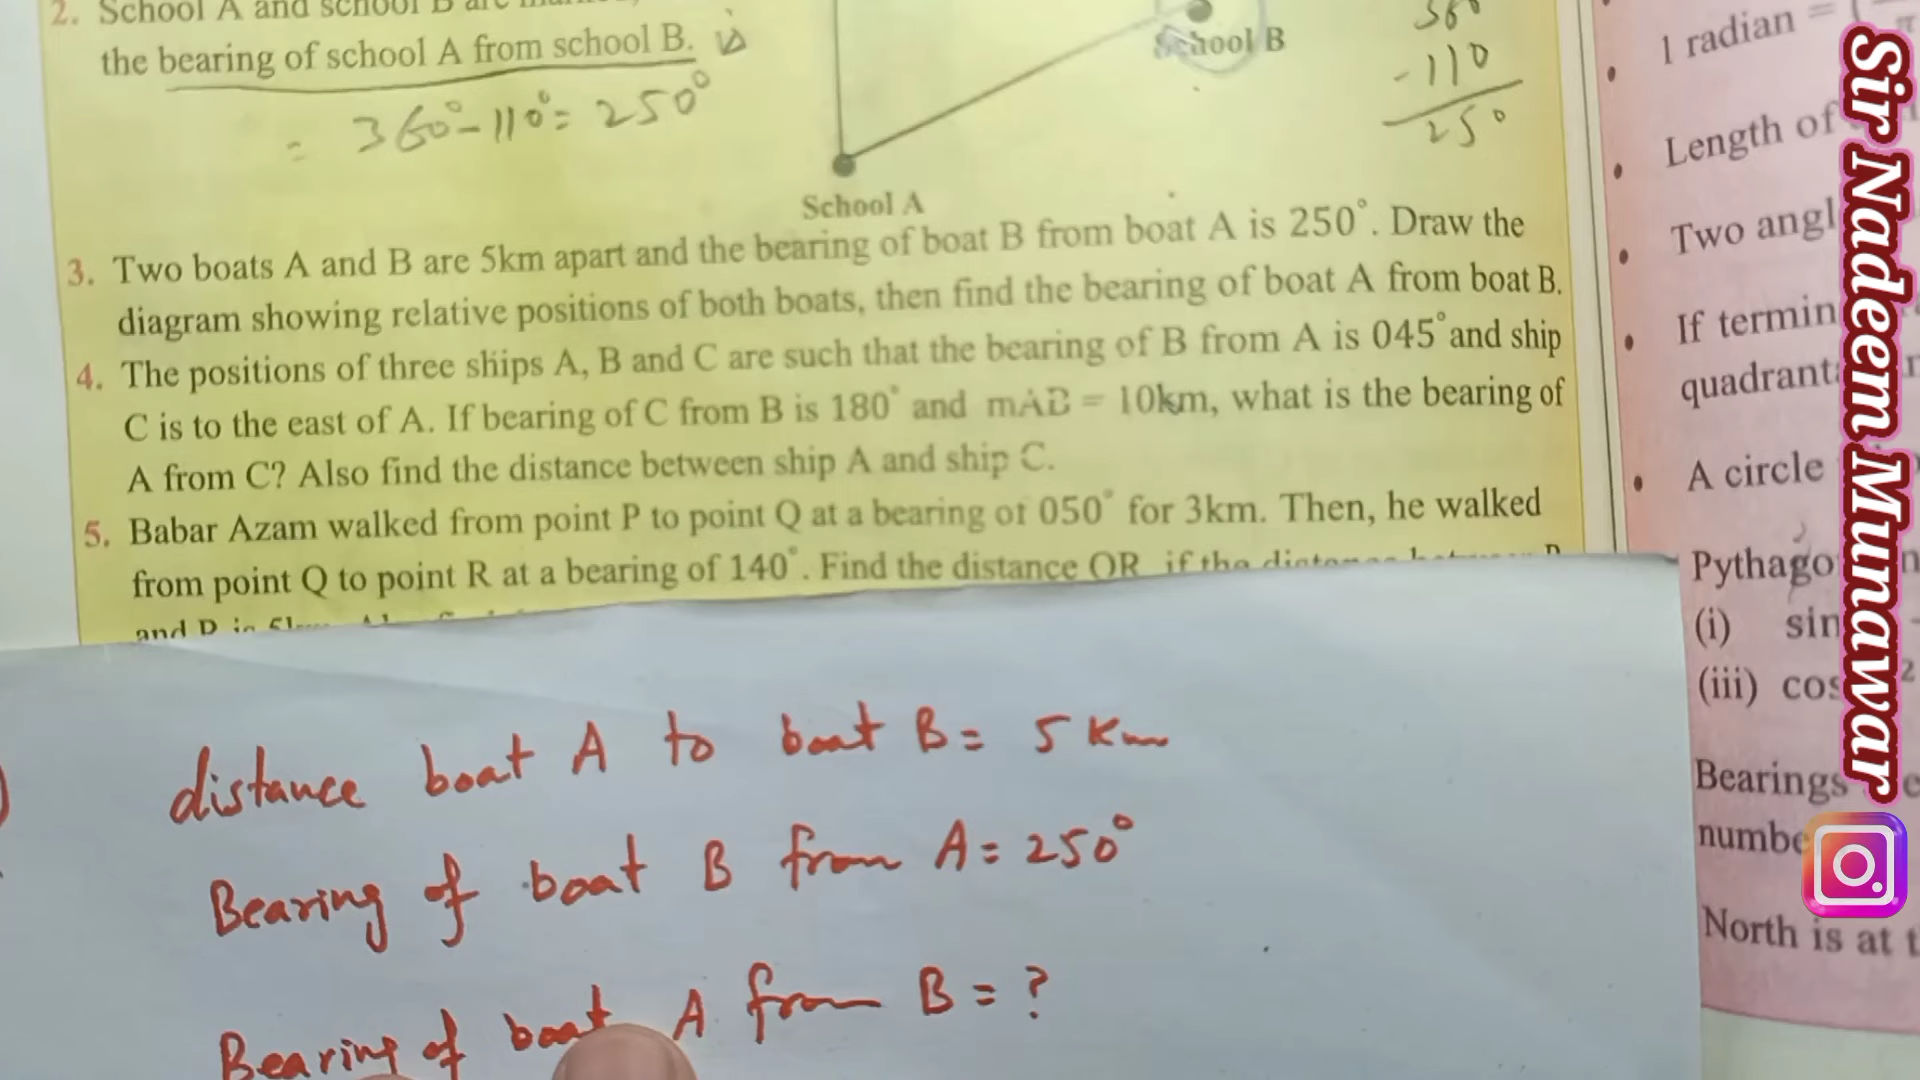 2. School A and school B are
the bearing of school A from school B.
= 360° - 110° = 250°
School B
School A
- 110
250
3. Two boats A and B are 5km apart and the bearing of boat B from boat A is 250°. Draw the
diagram showing relative positions of both boats, then find the bearing of boat A from boat B.
4. The positions of three ships A, B and C are such that the bearing of B from A is 045° and ship
C is to the east of A. If bearing of C from B is 180° and mAB = 10km, what is the bearing of
A from C? Also find the distance between ship A and ship C.
5. Babar Azam walked from point P to point Q at a bearing of 050° for 3km. Then, he walked
from point Q to point R at a bearing of 140°. Find the distance QR if the
distance boat A to boat B = 5 Km
Bearing of boat B from A = 250°
Bearing of boat A from B = ?
• 1 radian =
• Length of
• Two
• If
• A circle
(i) sin
(iii) cos
Bearings
North is at
Sir Nadeem Munawar